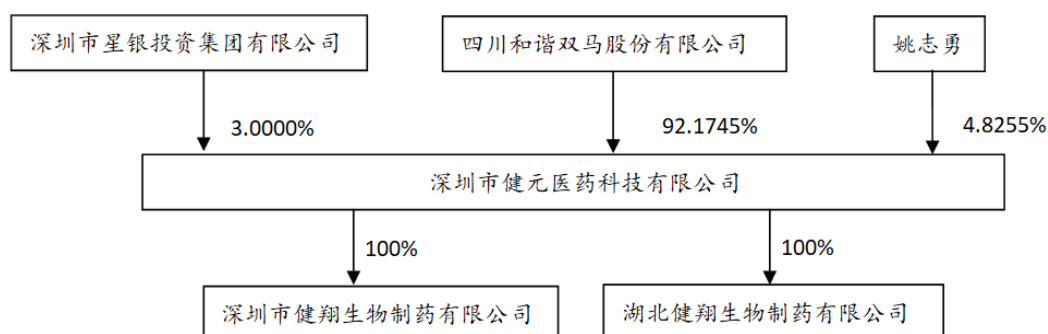 深圳市星银投资集团有限公司
四川和谐双马股份有限公司
姚志勇
3.0000%
92.1745%
4.8255%
深圳市健元医药科技有限公司
100%
100%
深圳市健翔生物制药有限公司
湖北健翔生物制药有限公司